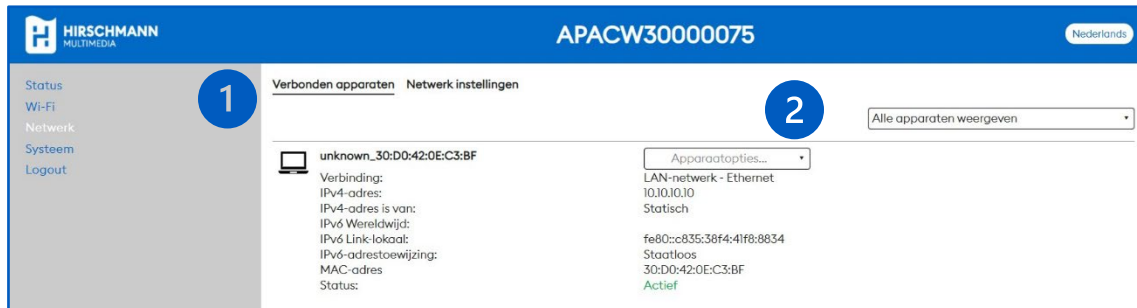 HIRSCHMANN
MULTIMEDIA
APACW30000075
Nederlands
Status
Wi-Fi
Netwerk
Systeem
Logout
1
Verbonden apparaten Netwerk instellingen
2
Alle apparaten weergeven
unknown_30:D0:42:0E:C3:BF Apparaatopties...
Verbinding: LAN-netwerk - Ethernet
IPv4-adres: 10.10.10.10
IPv4-adres is van: Statisch
IPv6 Wereldwijd:
IPv6 Link-lokaal: fe80::c835:38f4:41f8:8834
IPv6-adrestoewijzing: Staatloos
MAC-adres 30:D0:42:0E:C3:BF
Status: Actief